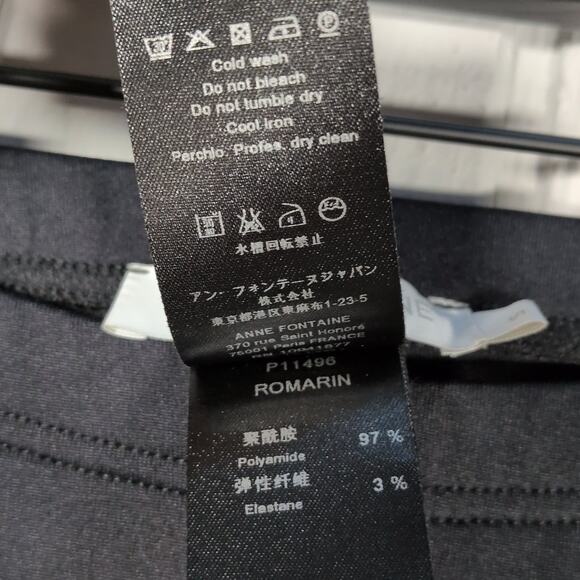 Cold wash
Do not bleach
Do not tumble dry
Cool iron
Perchlo. Profes. dry clean
水槽回転禁止
アン・フォンテーヌジャパン
株式会社
東京都港区東麻布1-23-5
ANNE FONTAINE
370 rue Saint Honoré
75001 Paris FRANCE
P11496
ROMARIN
聚酰胺 97 %
Polyamide
弹性纤维 3 %
Elastane